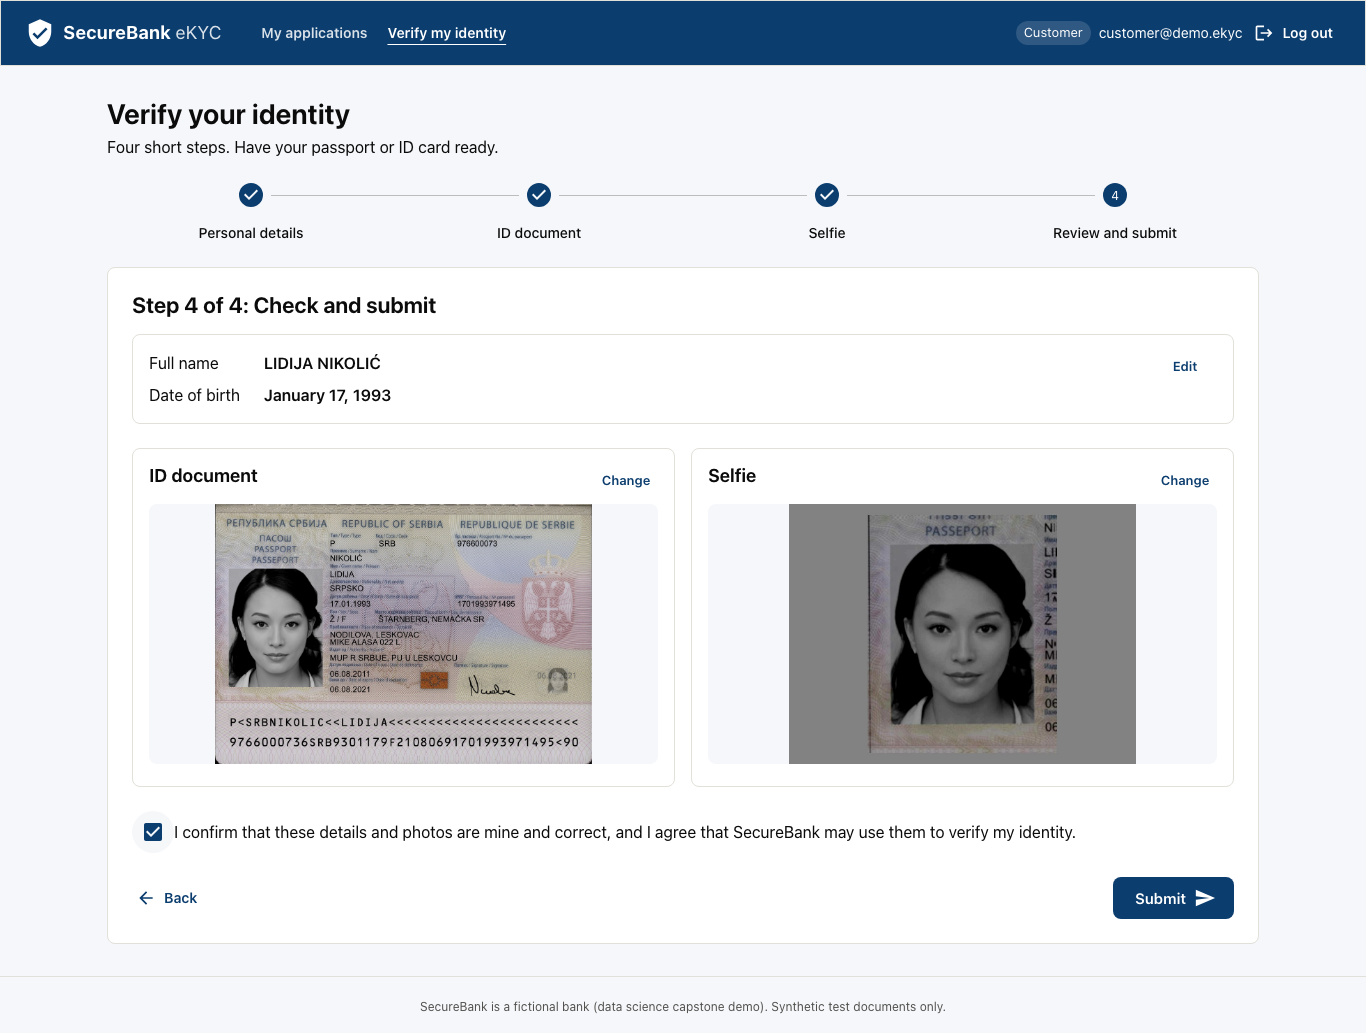 SecureBank eKYC
My applications
Verify my identity
Customer
customer@demo.ekyc
Log out
Verify your identity
Four short steps. Have your passport or ID card ready.
4
Personal details
ID document
Selfie
Review and submit
Step 4 of 4: Check and submit
Full name LIDIJA NIKOLIĆ
Edit
Date of birth January 17, 1993
ID document
Change
РЕПУБЛИКА СРБИЈА REPUBLIC OF SERBIA REPUBLIQUE DE SERBIE
ПАСОШ
PASSPORT
PASSEPORT
P SRB 976600073
NIKOLIĆ
LIDIJA
SRPSKO
17.01.1993 1701993971495
Ž / F ŠTARNBERG, NEMAČKA SR
NODILOVA, LESKOVAC
MIKE ALASA 022 L
MUP R SRBIJE, PU U LESKOVCU
06.08.2011
06.08.2021
P<SRBNIKOLIC<<LIDIJA<<<<<<<<<<<<<<<<<<<<<<<<
9766000736SRB9301179F21080691701993971495<90
Selfie
Change
PASSPORT
PASSEPORT
I confirm that these details and photos are mine and correct, and I agree that SecureBank may use them to verify my identity.
Back
Submit
SecureBank is a fictional bank (data science capstone demo). Synthetic test documents only.